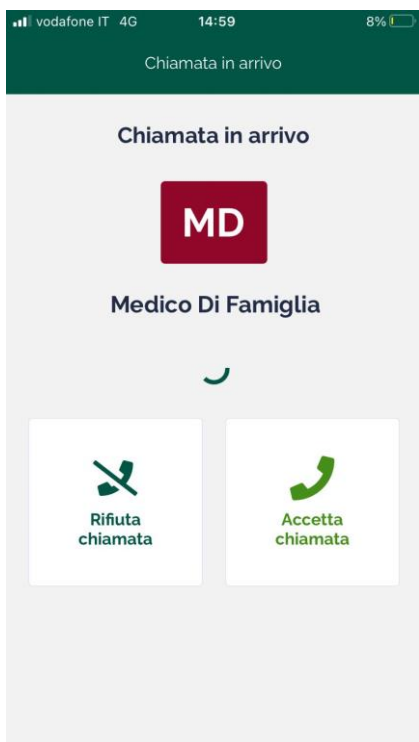 vodafone IT 4G 14:59 8%
Chiamata in arrivo
Chiamata in arrivo
MD
Medico Di Famiglia
Rifiuta
chiamata
Accetta
chiamata